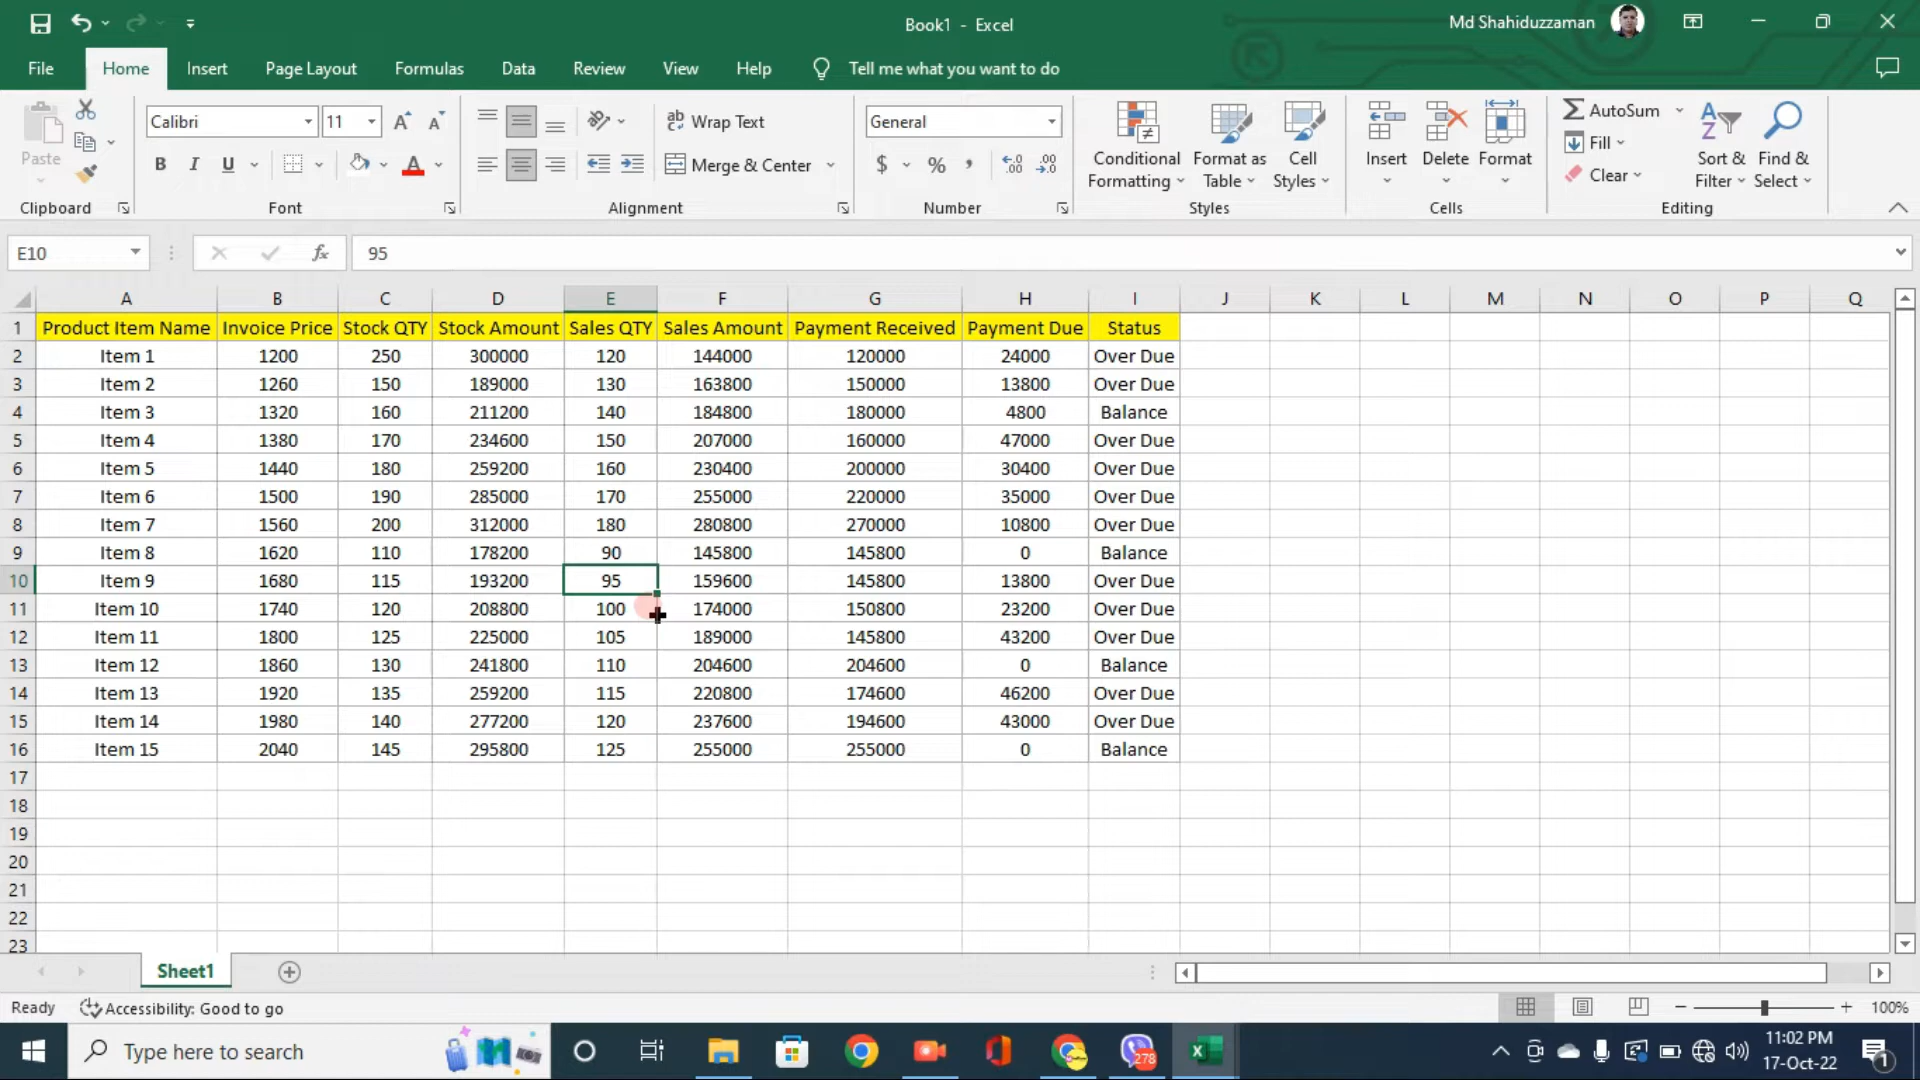 Book1 - Excel
Md Shahiduzzaman
File Home Insert Page Layout Formulas Data Review View Help Tell me what you want to do
Paste
Clipboard
Calibri 11
B I U
Font
ab Wrap Text
Merge & Center
Alignment
General
$ % ,
Number
Conditional Formatting
Format as Table
Cell Styles
Styles
Insert Delete Format
Cells
AutoSum
Fill
Clear
Sort & Filter
Find & Select
Editing
E10 fx 95
A B C D E F G H I J K L M N O P Q
1 Product Item Name Invoice Price Stock QTY Stock Amount Sales QTY Sales Amount Payment Received Payment Due Status
2 Item 1 1200 250 300000 120 144000 120000 24000 Over Due
3 Item 2 1260 150 189000 130 163800 150000 13800 Over Due
4 Item 3 1320 160 211200 140 184800 180000 4800 Balance
5 Item 4 1380 170 234600 150 207000 160000 47000 Over Due
6 Item 5 1440 180 259200 160 230400 200000 30400 Over Due
7 Item 6 1500 190 285000 170 255000 220000 35000 Over Due
8 Item 7 1560 200 312000 180 280800 270000 10800 Over Due
9 Item 8 1620 110 178200 90 145800 145800 0 Balance
10 Item 9 1680 115 193200 95 159600 145800 13800 Over Due
11 Item 10 1740 120 208800 100 174000 150800 23200 Over Due
12 Item 11 1800 125 225000 105 189000 145800 43200 Over Due
13 Item 12 1860 130 241800 110 204600 204600 0 Balance
14 Item 13 1920 135 259200 115 220800 174600 46200 Over Due
15 Item 14 1980 140 277200 120 237600 194600 43000 Over Due
16 Item 15 2040 145 295800 125 255000 255000 0 Balance
17
18
19
20
21
22
23
Sheet1
Ready Accessibility: Good to go 100%
Type here to search
278
11:02 PM
17-Oct-22
1